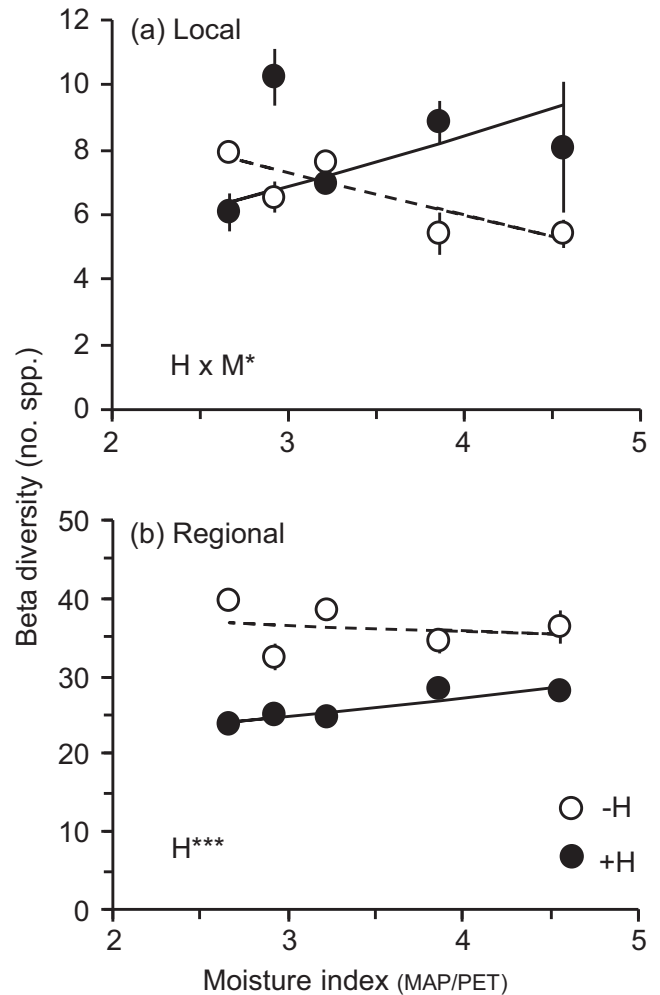 12
(a) Local
10
8
6
4
2
H x M*
0
2
3
4
5
Beta diversity (no. spp.)
50
(b) Regional
40
30
20
-H
10
H***
+H
0
2
3
4
5
Moisture index (MAP/PET)